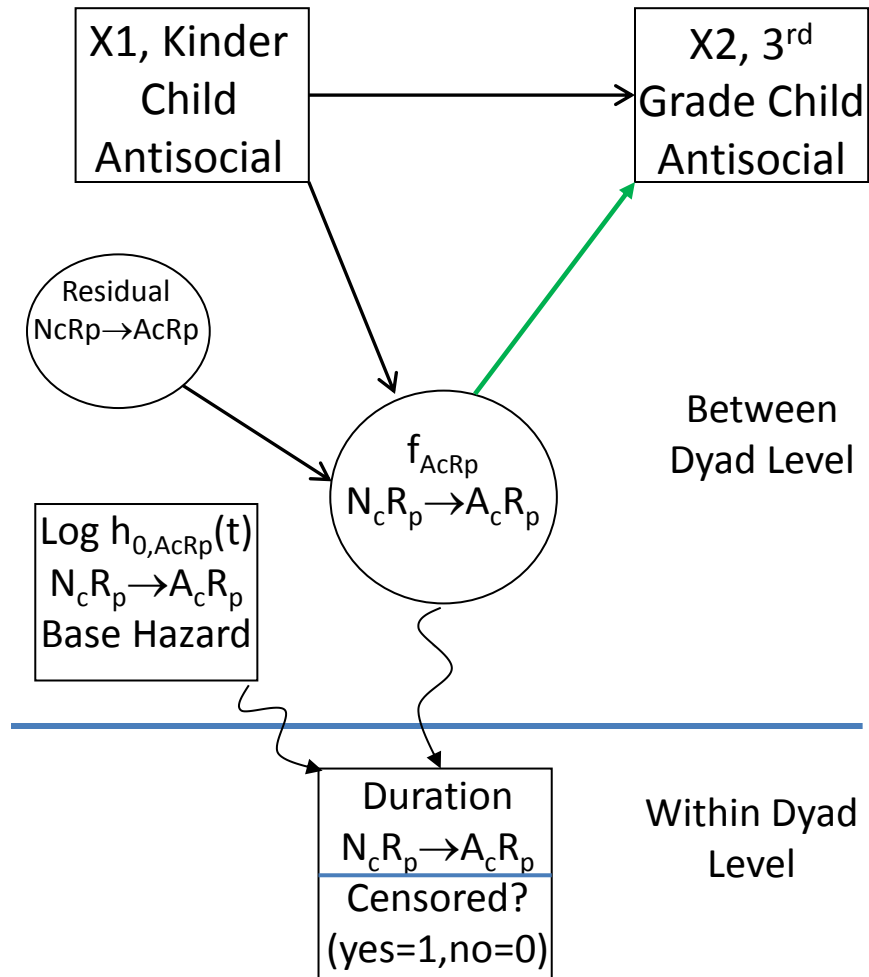 X1, Kinder
Child
Antisocial
X2, 3rd
Grade Child
Antisocial
Residual
NcRp→AcRp
fAcRp
NcRp→AcRp
Between
Dyad Level
Log h0,AcRp(t)
NcRp→AcRp
Base Hazard
Duration
NcRp→AcRp
Censored?
(yes=1,no=0)
Within Dyad
Level